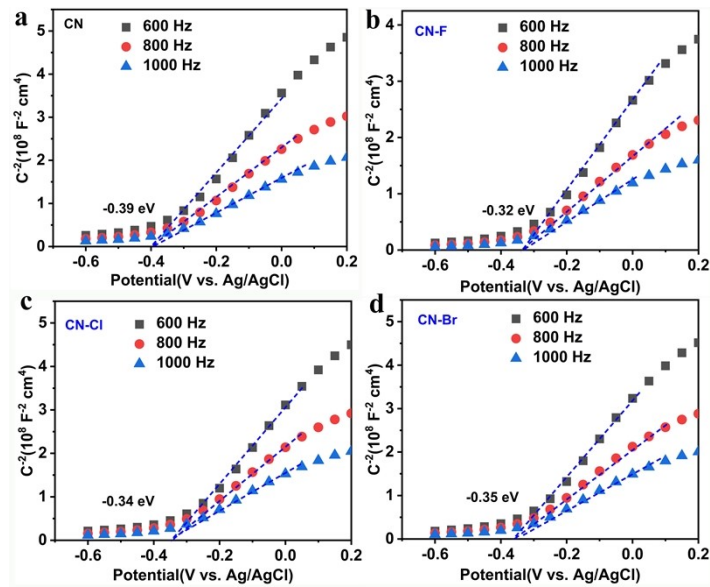 a
CN
600 Hz
800 Hz
1000 Hz
C⁻²(10⁸ F⁻² cm⁴)
5
4
3
2
1
0
-0.39 eV
-0.6 -0.4 -0.2 0.0 0.2
Potential(V vs. Ag/AgCl)
b
CN-F
600 Hz
800 Hz
1000 Hz
C⁻²(10⁸ F⁻² cm⁴)
4
3
2
1
0
-0.32 eV
-0.6 -0.4 -0.2 0.0 0.2
Potential(V vs. Ag/AgCl)
c
CN-Cl
600 Hz
800 Hz
1000 Hz
C⁻²(10⁸ F⁻² cm⁴)
5
4
3
2
1
0
-0.34 eV
-0.6 -0.4 -0.2 0.0 0.2
Potential(V vs. Ag/AgCl)
d
CN-Br
600 Hz
800 Hz
1000 Hz
C⁻²(10⁸ F⁻² cm⁴)
5
4
3
2
1
0
-0.35 eV
-0.6 -0.4 -0.2 0.0 0.2
Potential(V vs. Ag/AgCl)